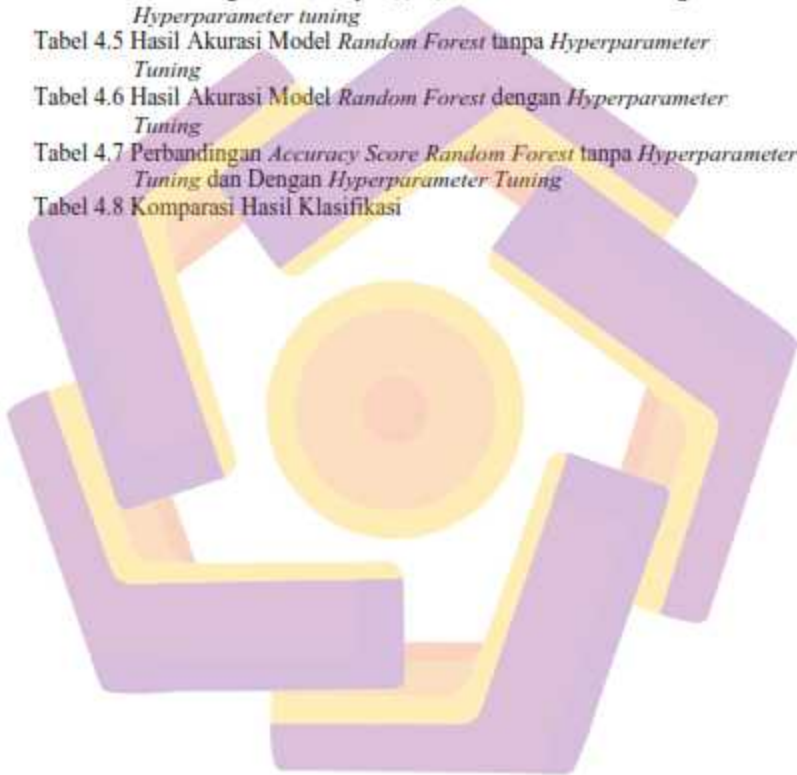 Hyperparameter tuning
Tabel 4.5 Hasil Akurasi Model Random Forest tanpa Hyperparameter
Tuning
Tabel 4.6 Hasil Akurasi Model Random Forest dengan Hyperparameter
Tuning
Tabel 4.7 Perbandingan Accuracy Score Random Forest tanpa Hyperparameter
Tuning dan Dengan Hyperparameter Tuning
Tabel 4.8 Komparasi Hasil Klasifikasi